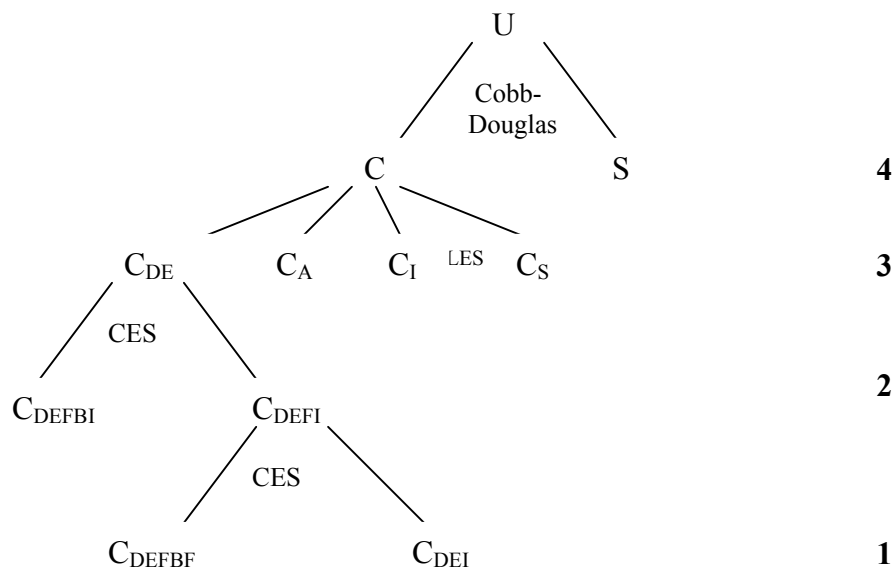 U
Cobb-
Douglas
C S 4
C_DE C_A C_I LES C_S 3
CES
C_DEFBI C_DEFI 2
CES
C_DEFBF C_DEI 1